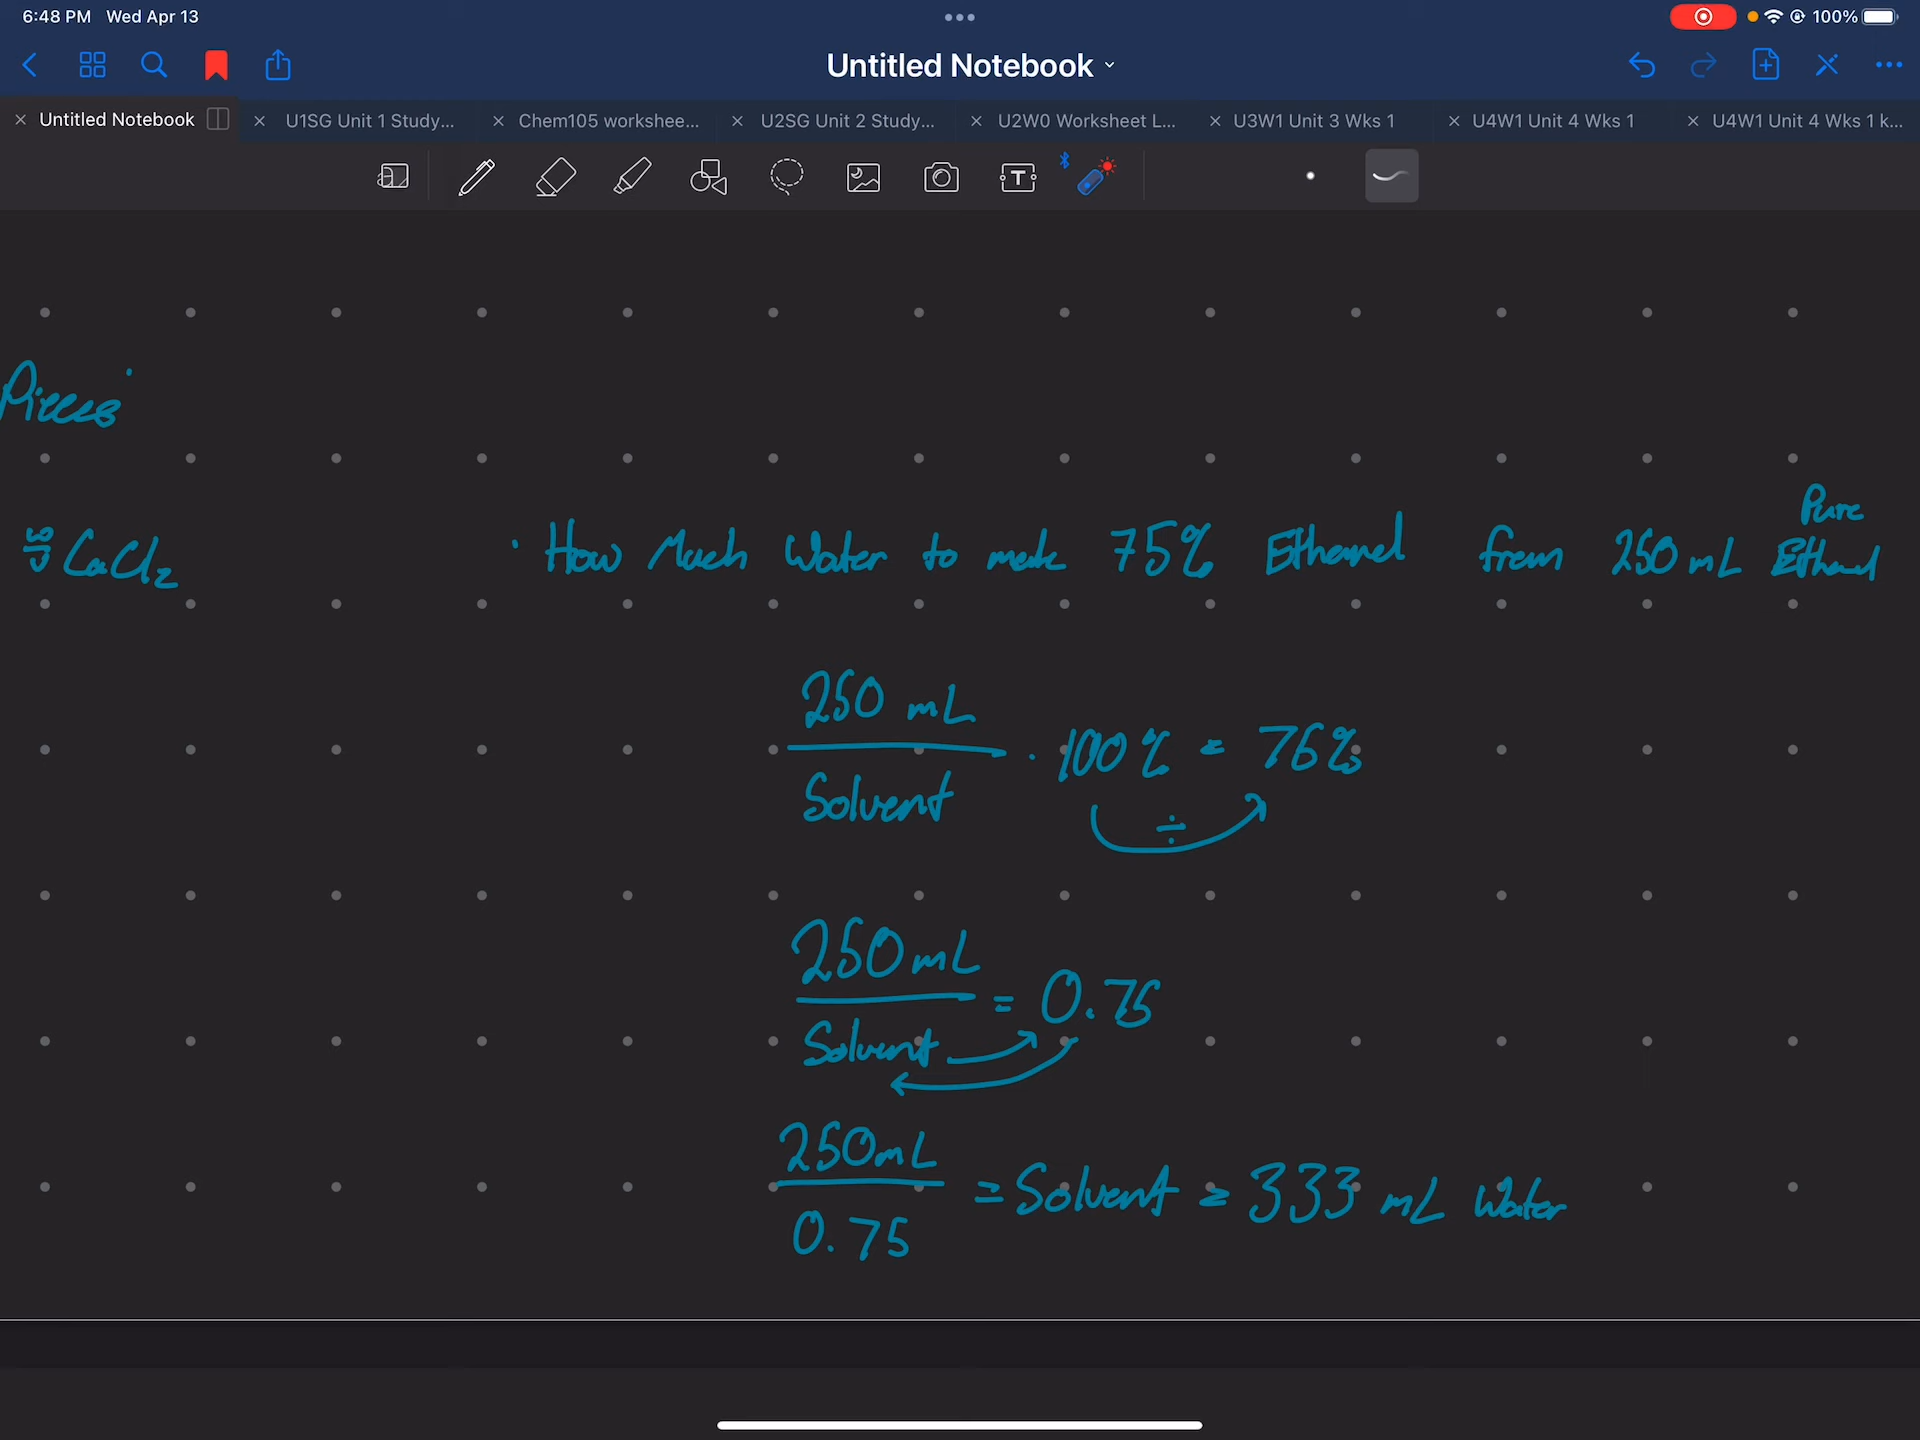 6:48 PM Wed Apr 13
100%
Untitled Notebook
Untitled Notebook
U1SG Unit 1 Study...
Chem105 workshee...
U2SG Unit 2 Study...
U2W0 Worksheet L...
U3W1 Unit 3 Wks 1
U4W1 Unit 4 Wks 1
U4W1 Unit 4 Wks 1 k...
Pieces
CaCl₂
· How Much Water to make 75% Ethanol from 250 mL Pure Ethanol
250 mL
Solvent
· 100% = 75%
÷
250 mL
Solvent
= 0.75
250mL
0.75
= Solvent = 333 mL Water